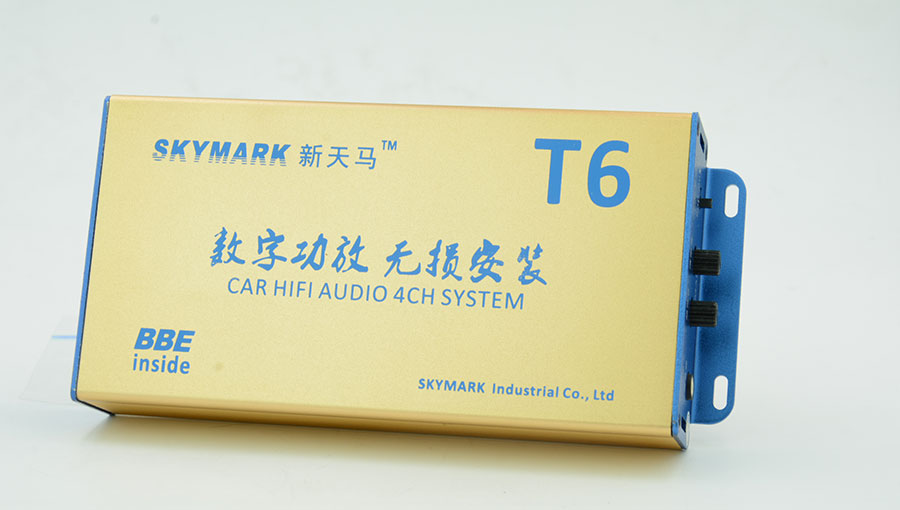 SKYMARK 新天马™
T6
数字功放 无损安装
CAR HIFI AUDIO 4CH SYSTEM
BBE
inside
SKYMARK Industrial Co., Ltd